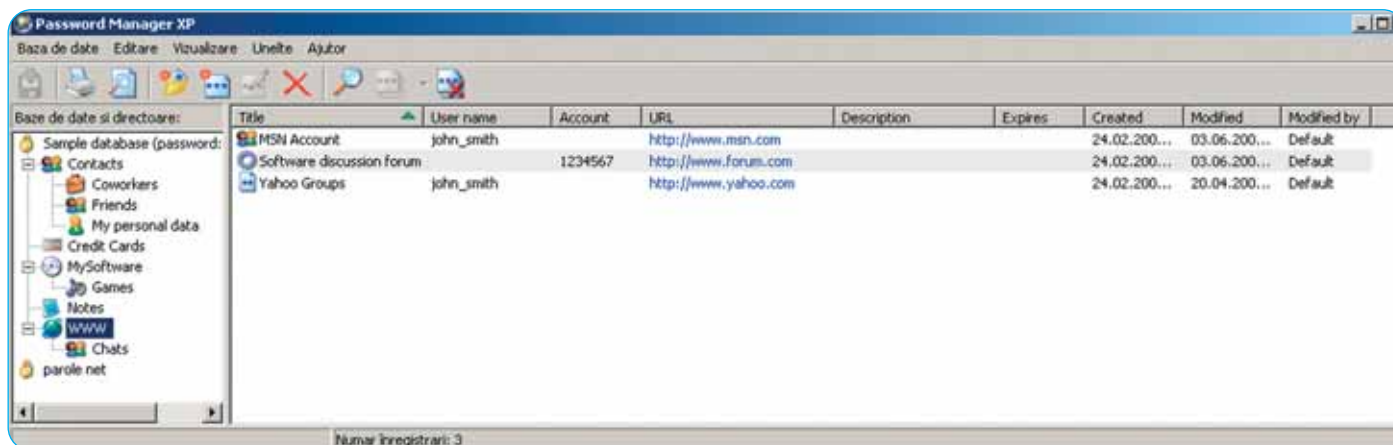 Password Manager XP
Baza de date Editare Vizualizare Unelte Ajutor
Baze de date si directoare:
Sample database (password:
Contacts
Coworkers
Friends
My personal data
Credit Cards
MySoftware
Games
Notes
WWW
Chats
parole net
Title User name Account URL Description Expires Created Modified Modified by
MSN Account john_smith http://www.msn.com 24.02.200... 03.06.200... Default
Software discussion forum 1234567 http://www.forum.com 24.02.200... 03.06.200... Default
Yahoo Groups john_smith http://www.yahoo.com 24.02.200... 20.04.200... Default
Numar înregistrari: 3